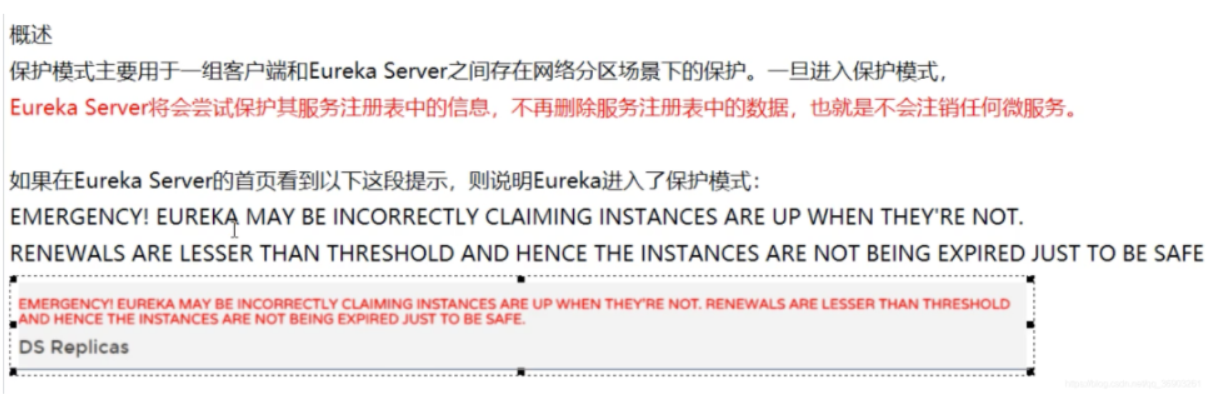 概述
保护模式主要用于一组客户端和Eureka Server之间存在网络分区场景下的保护。一旦进入保护模式，
Eureka Server将会尝试保护其服务注册表中的信息，不再删除服务注册表中的数据，也就是不会注销任何微服务。
如果在Eureka Server的首页看到以下这段提示，则说明Eureka进入了保护模式：
EMERGENCY! EUREKA MAY BE INCORRECTLY CLAIMING INSTANCES ARE UP WHEN THEY'RE NOT.
RENEWALS ARE LESSER THAN THRESHOLD AND HENCE THE INSTANCES ARE NOT BEING EXPIRED JUST TO BE SAFE
EMERGENCY! EUREKA MAY BE INCORRECTLY CLAIMING INSTANCES ARE UP WHEN THEY'RE NOT. RENEWALS ARE LESSER THAN THRESHOLD
AND HENCE THE INSTANCES ARE NOT BEING EXPIRED JUST TO BE SAFE.
DS Replicas